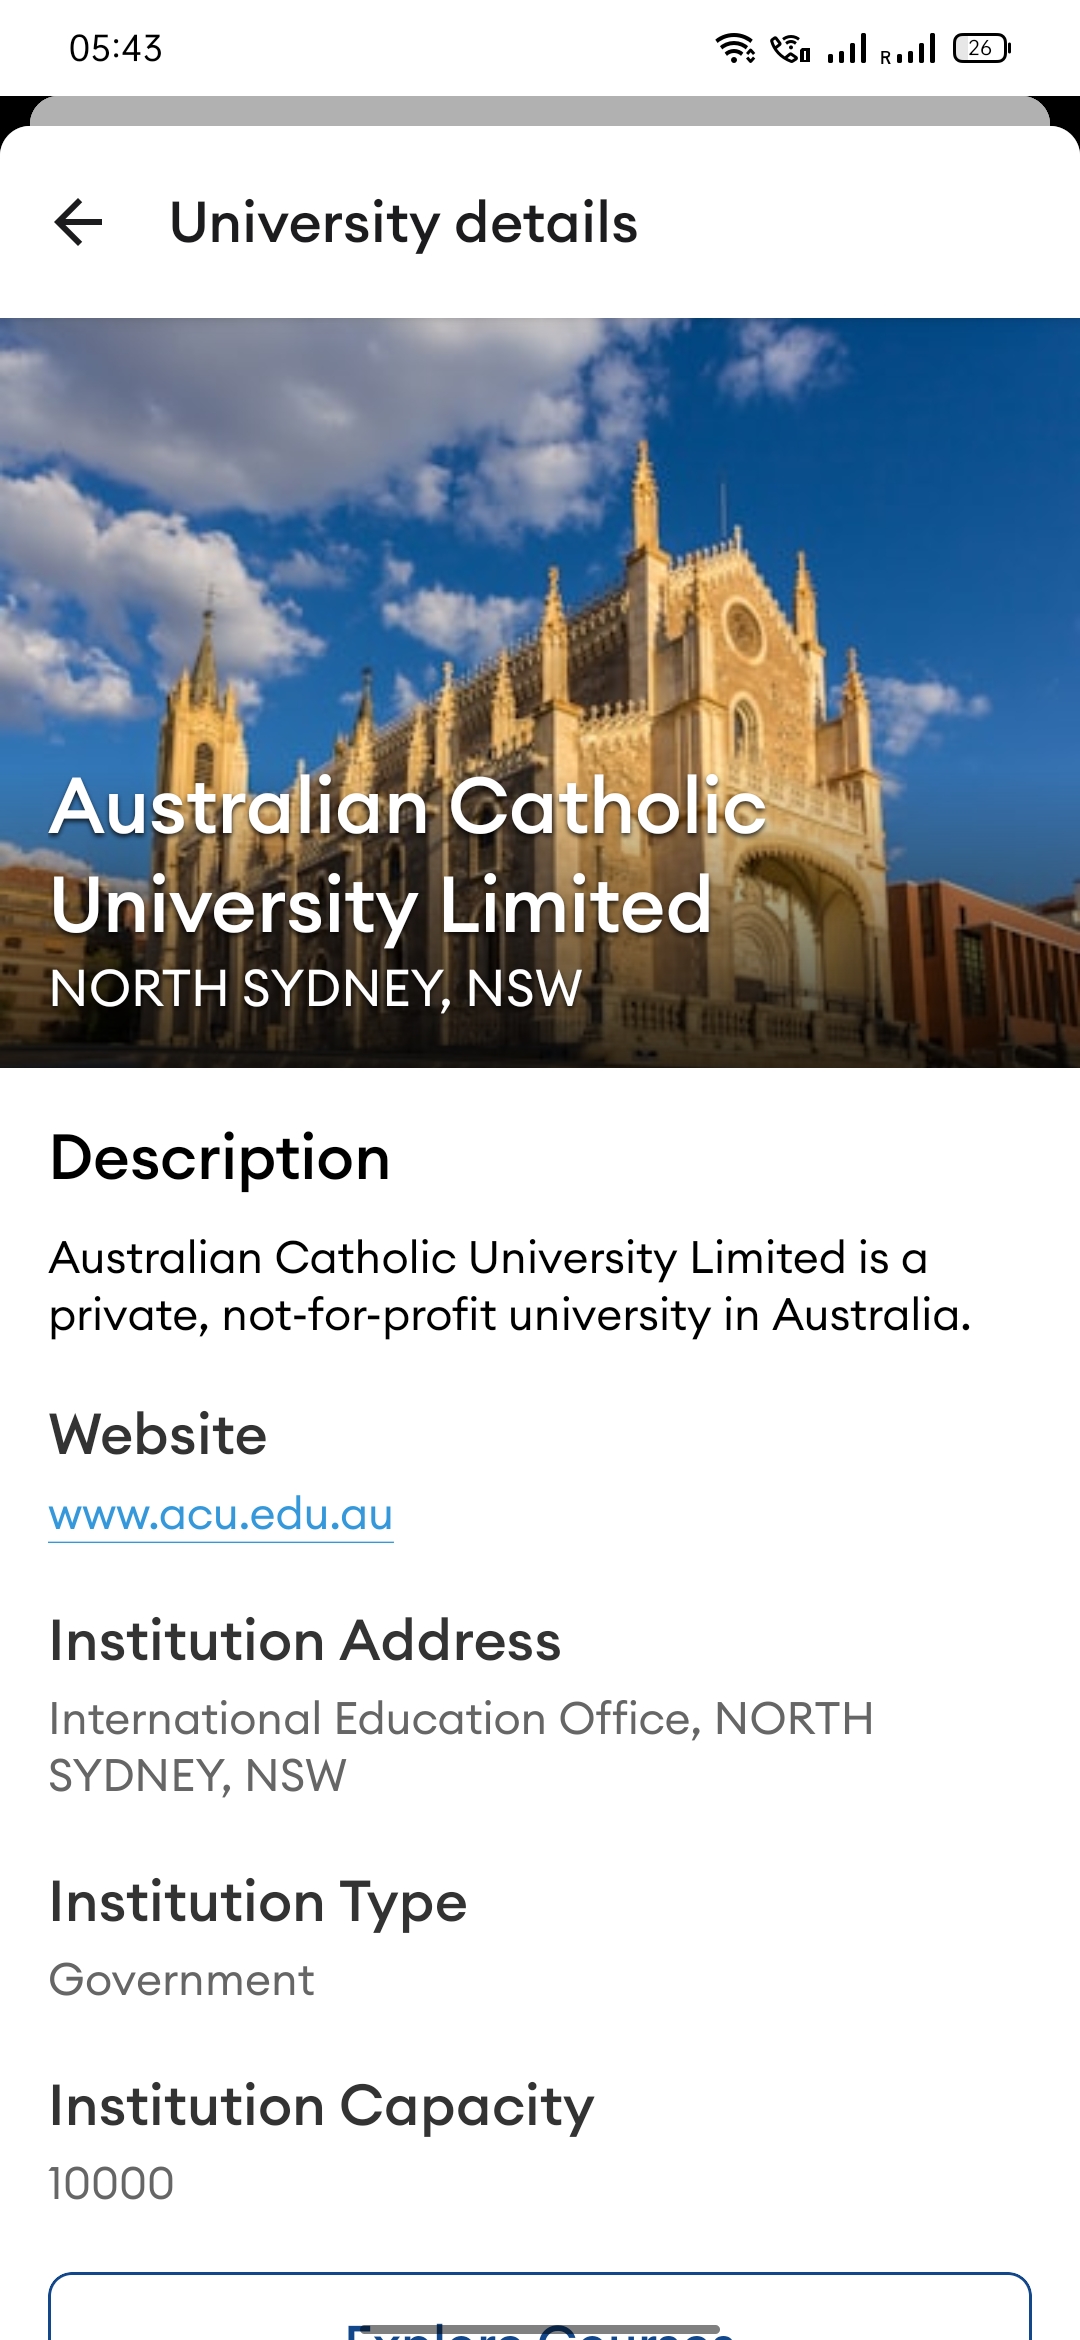 05:43
R
26
University details
Australian Catholic
University Limited
NORTH SYDNEY, NSW
Description
Australian Catholic University Limited is a
private, not-for-profit university in Australia.
Website
www.acu.edu.au
Institution Address
International Education Office, NORTH
SYDNEY, NSW
Institution Type
Government
Institution Capacity
10000
Explore Courses